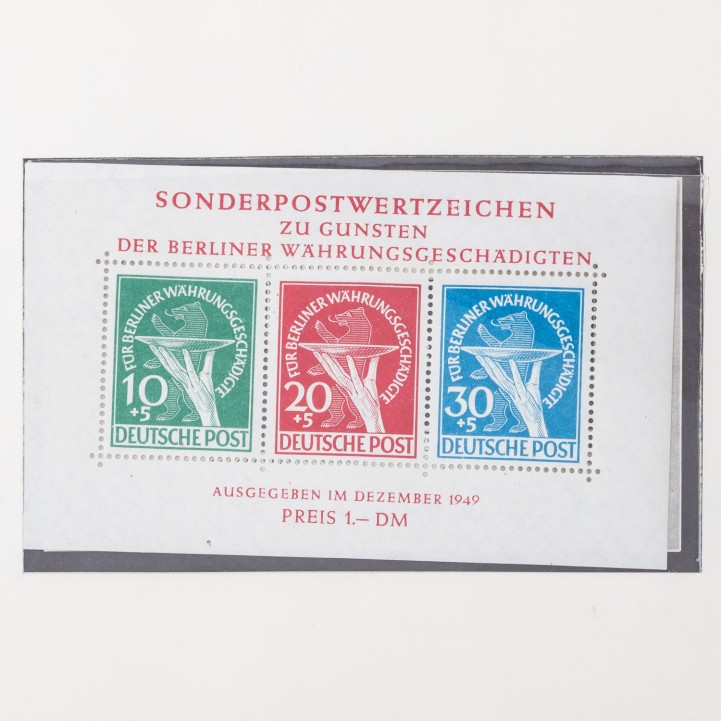 SONDERPOSTWERTZEICHEN
ZU GUNSTEN
DER BERLINER WÄHRUNGSGESCHÄDIGTEN
FÜR BERLINER WÄHRUNGSGESCHÄDIGTE
10
+5
DEUTSCHE POST
FÜR BERLINER WÄHRUNGSGESCHÄDIGTE
20
+5
DEUTSCHE POST
FÜR BERLINER WÄHRUNGSGESCHÄDIGTE
30
+5
DEUTSCHE POST
AUSGEGEBEN IM DEZEMBER 1949
PREIS 1.— DM